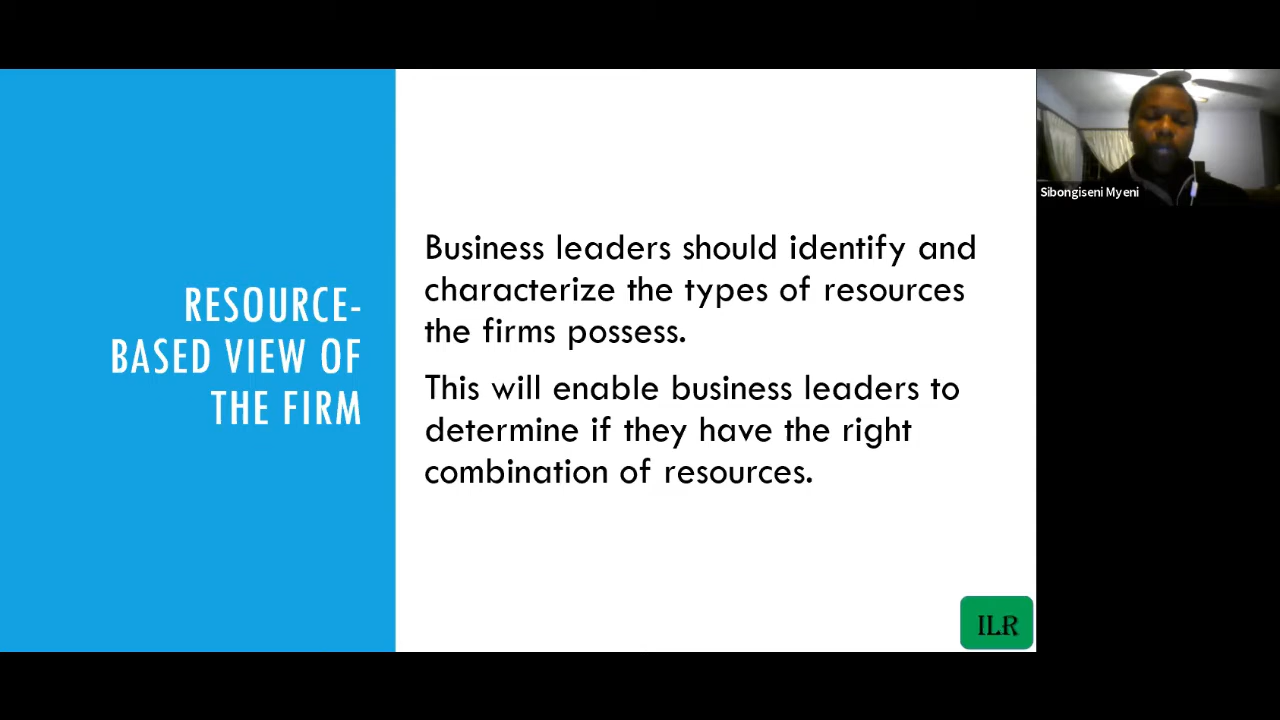 RESOURCE-
BASED VIEW OF
THE FIRM
Business leaders should identify and
characterize the types of resources
the firms possess.
This will enable business leaders to
determine if they have the right
combination of resources.
Sibongiseni Myeni
ILR